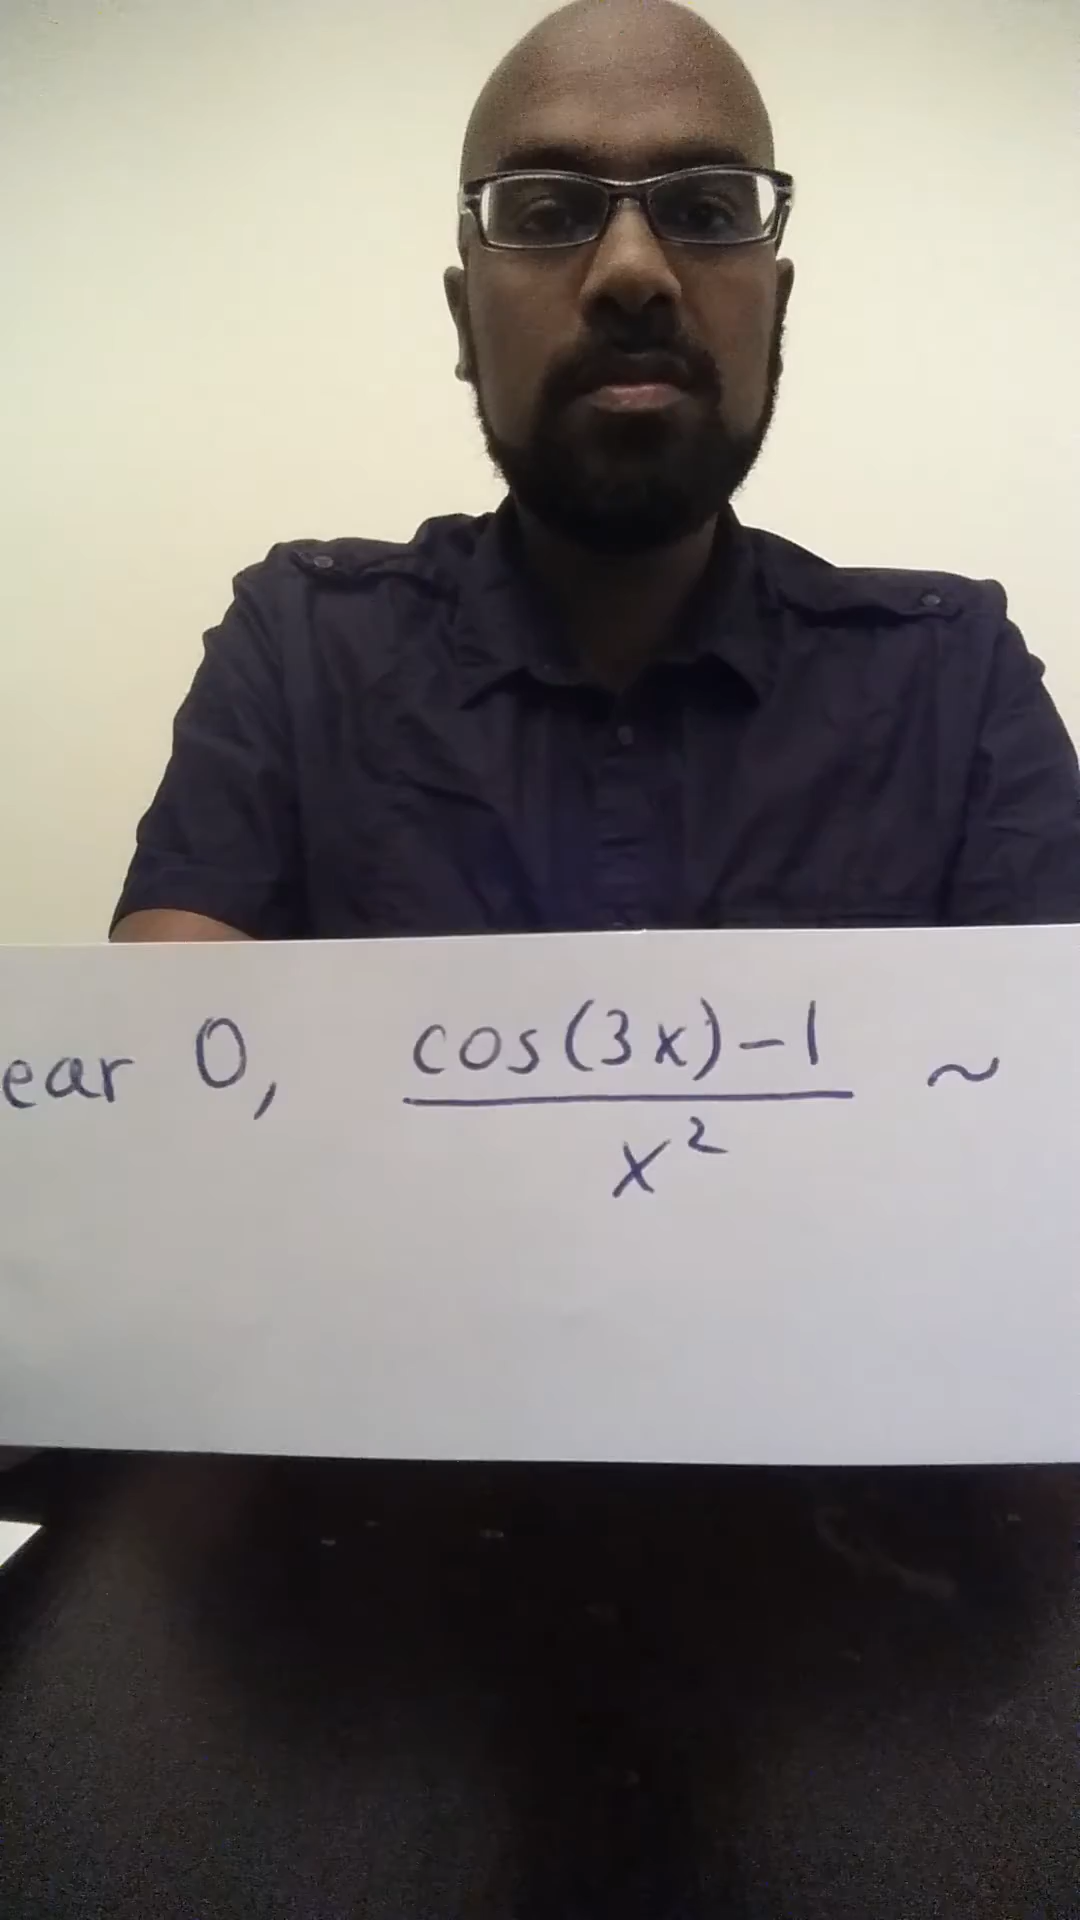 ear 0, cos(3x)-1 ~
x²